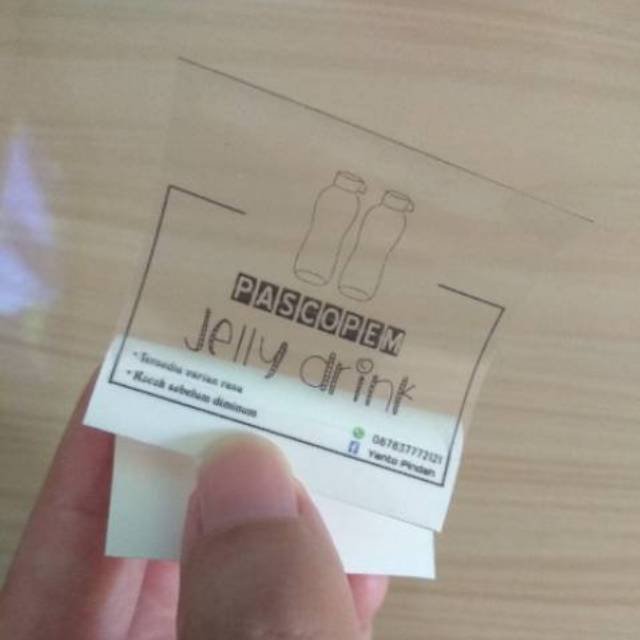 PASCOPEM
Jelly drink
• Tersedia varian rasa
• Kocok sebelum diminum
087837772121
Yanto Pindah